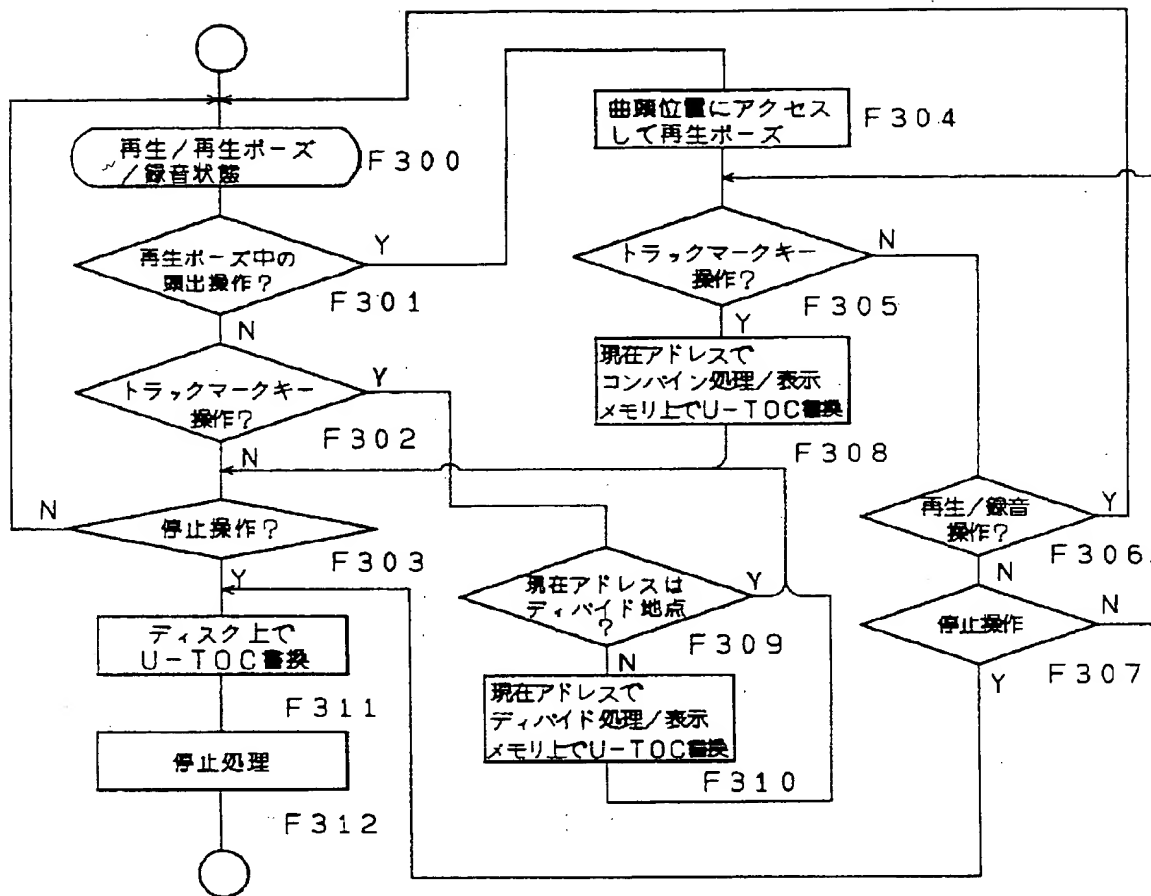 再生/再生ポーズ
/録音状態
F300
再生ポーズ中の
頭出操作?
Y
F301
N
トラックマークキー
操作?
Y
F302
N
停止操作?
N
F303
Y
ディスク上で
U-TOC書換
F311
停止処理
F312
曲頭位置にアクセス
して再生ポーズ
F304
トラックマークキー
操作?
N
F305
Y
現在アドレスで
コンバイン処理/表示
メモリ上でU-TOC書換
F308
再生/録音
操作?
Y
F306
N
停止操作
N
F307
Y
現在アドレスは
ディバイド地点
?
Y
F309
N
現在アドレスで
ディバイド処理/表示
メモリ上でU-TOC書換
F310